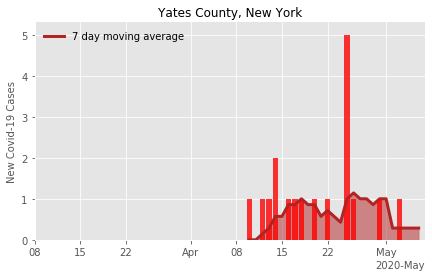 Yates County, New York
7 day moving average
New Covid-19 Cases
5
4
3
2
1
0
08 15 22 Apr 08 15 22 May
2020-May